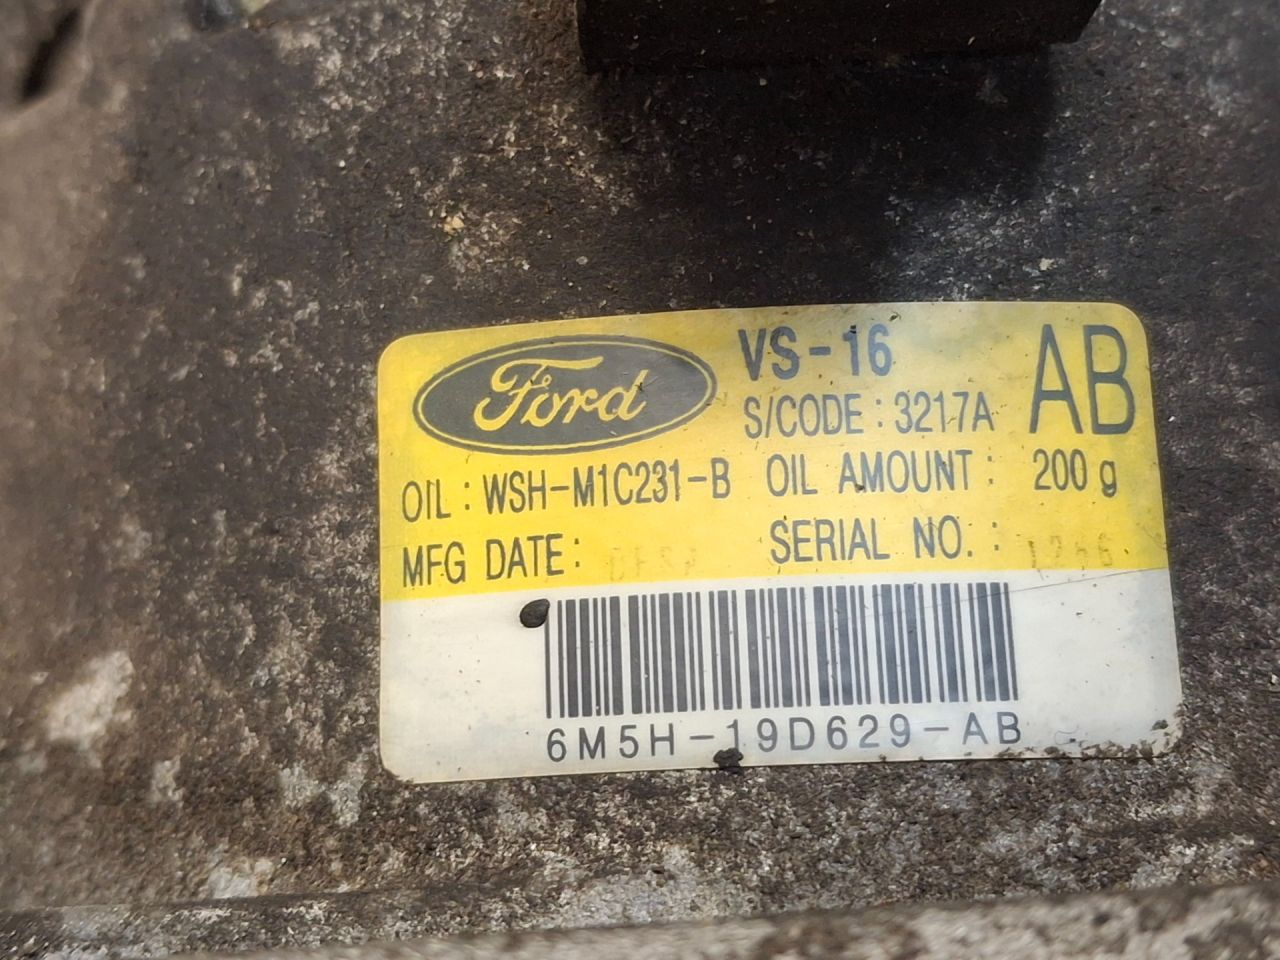 Ford
VS-16
AB
S/CODE : 3217A
OIL : WSH-M1C231-B OIL AMOUNT : 200 g
MFG DATE : SERIAL NO. :
6M5H-19D629-AB